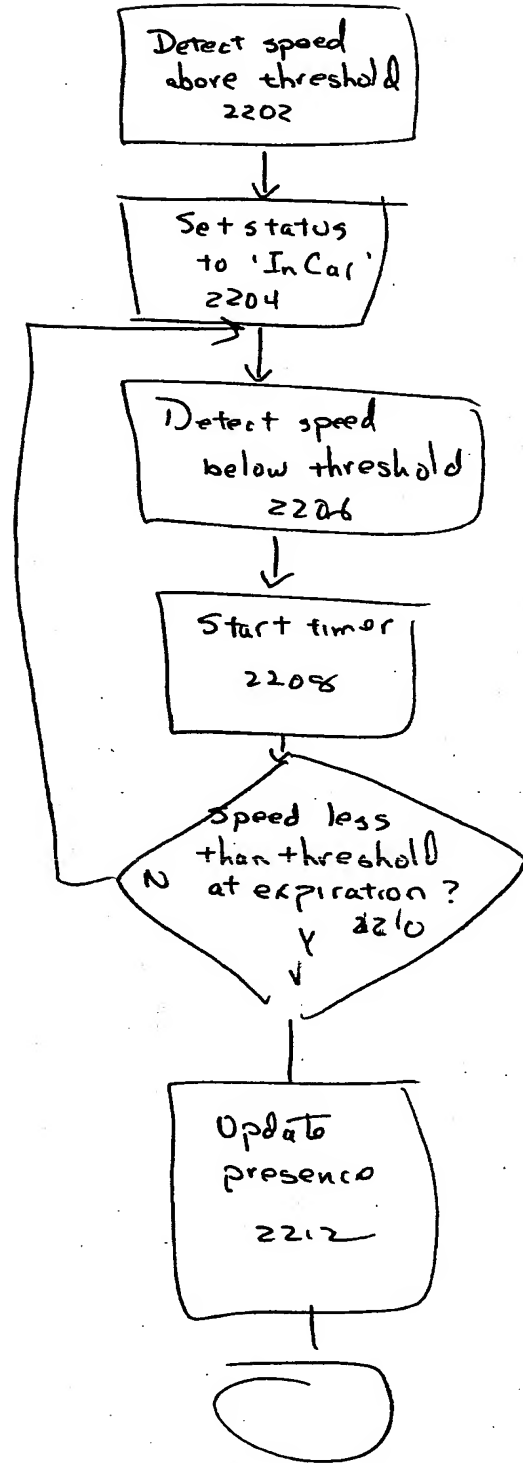 Detect speed
above threshold
2202
Set status
to 'InCar'
2204
Detect speed
below threshold
2206
Start timer
2208
Speed less
than threshold
N
at expiration?
2210
Y
Update
presence
2212